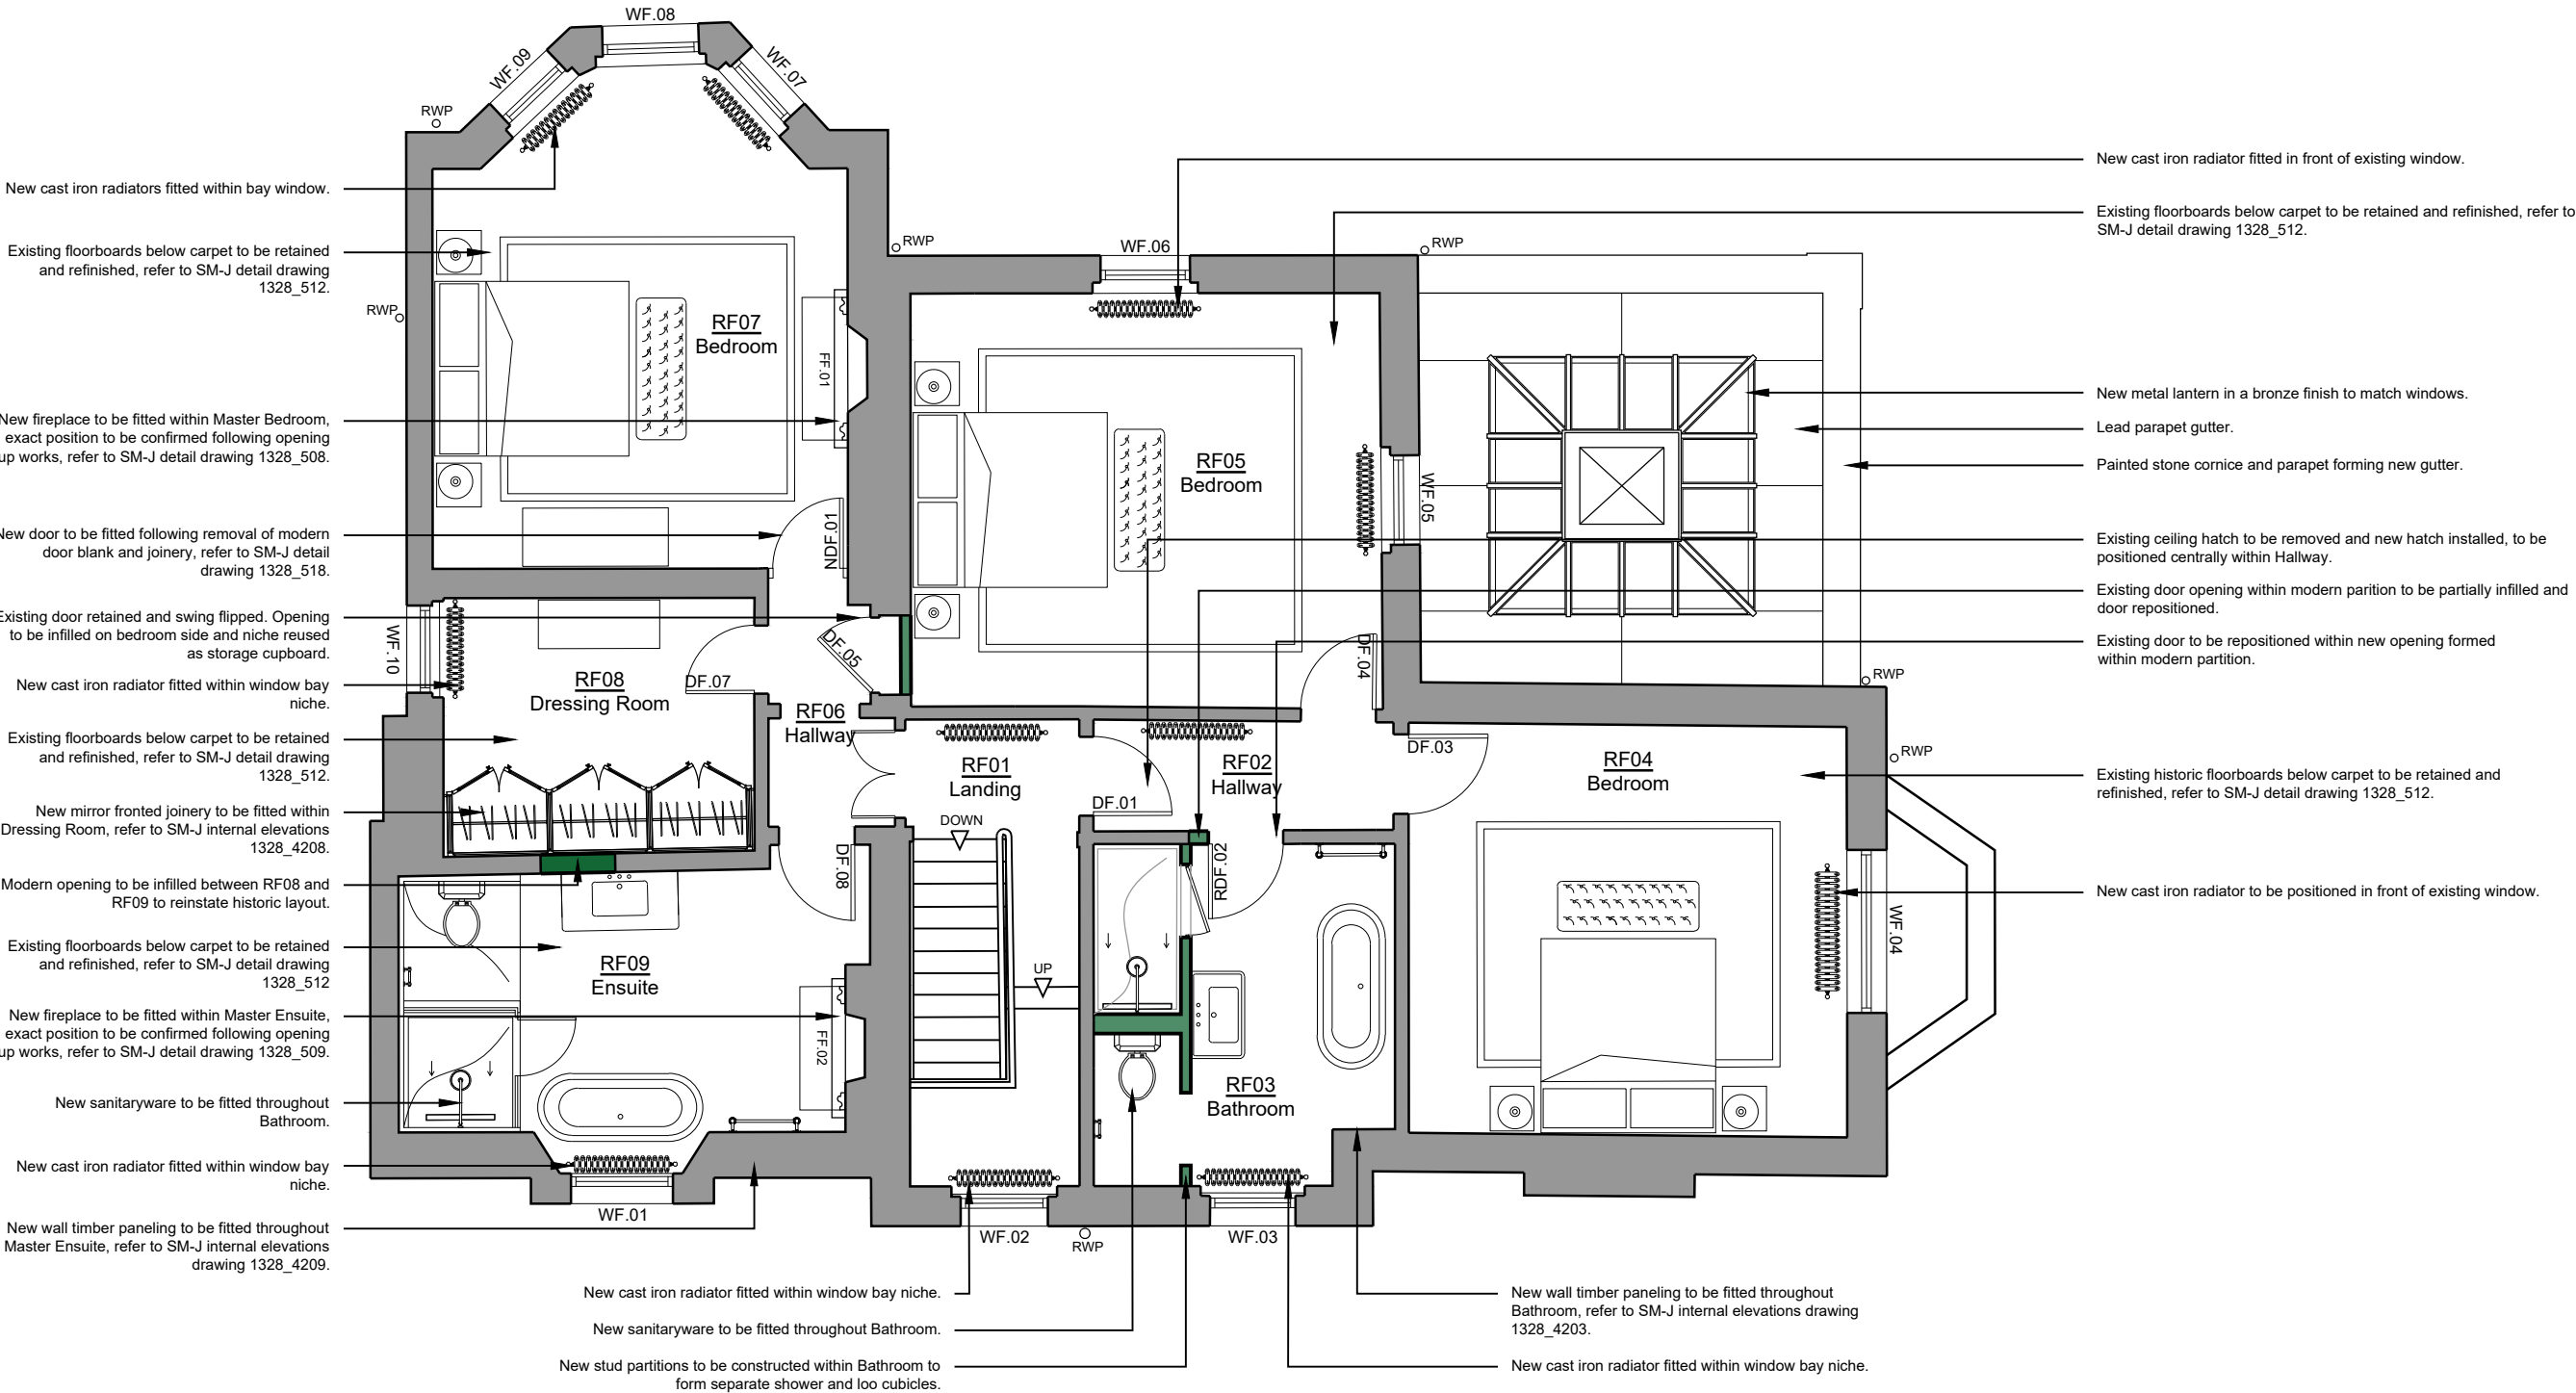 WF.08
WF.09
WF.07
RWP
New cast iron radiators fitted within bay window.
Existing floorboards below carpet to be retained
and refinished, refer to SM-J detail drawing
1328_512.
RWP
RF07
Bedroom
FF.01
New fireplace to be fitted within Master Bedroom,
exact position to be confirmed following opening
up works, refer to SM-J detail drawing 1328_508.
New door to be fitted following removal of modern
door blank and joinery, refer to SM-J detail
drawing 1328_518.
NDF.01
Existing door retained and swing flipped. Opening
to be infilled on bedroom side and niche reused
as storage cupboard.
WF.10
DF.05
New cast iron radiator fitted within window bay
niche.
RF08
Dressing Room
DF.07
RF06
Hallway
Existing floorboards below carpet to be retained
and refinished, refer to SM-J detail drawing
1328_512.
New mirror fronted joinery to be fitted within
Dressing Room, refer to SM-J internal elevations
1328_4208.
DF.08
Modern opening to be infilled between RF08 and
RF09 to reinstate historic layout.
Existing floorboards below carpet to be retained
and refinished, refer to SM-J detail drawing
1328_512
RF09
Ensuite
New fireplace to be fitted within Master Ensuite,
exact position to be confirmed following opening
up works, refer to SM-J detail drawing 1328_509.
FF.02
New sanitaryware to be fitted throughout
Bathroom.
New cast iron radiator fitted within window bay
niche.
WF.01
New wall timber paneling to be fitted throughout
Master Ensuite, refer to SM-J internal elevations
drawing 1328_4209.
RWP
WF.06
RWP
RF05
Bedroom
WF.05
DF.04
RF01
Landing
DF.01
RF02
Hallway
DF.03
RF04
Bedroom
DOWN
UP
RDF.02
RF03
Bathroom
WF.04
RWP
RWP
WF.02
RWP
WF.03
New cast iron radiator fitted in front of existing window.
Existing floorboards below carpet to be retained and refinished, refer to
SM-J detail drawing 1328_512.
New metal lantern in a bronze finish to match windows.
Lead parapet gutter.
Painted stone cornice and parapet forming new gutter.
Existing ceiling hatch to be removed and new hatch installed, to be
positioned centrally within Hallway.
Existing door opening within modern parition to be partially infilled and
door repositioned.
Existing door to be repositioned within new opening formed
within modern partition.
Existing historic floorboards below carpet to be retained and
refinished, refer to SM-J detail drawing 1328_512.
New cast iron radiator to be positioned in front of existing window.
New cast iron radiator fitted within window bay niche.
New sanitaryware to be fitted throughout Bathroom.
New stud partitions to be constructed within Bathroom to
form separate shower and loo cubicles.
New wall timber paneling to be fitted throughout
Bathroom, refer to SM-J internal elevations drawing
1328_4203.
New cast iron radiator fitted within window bay niche.